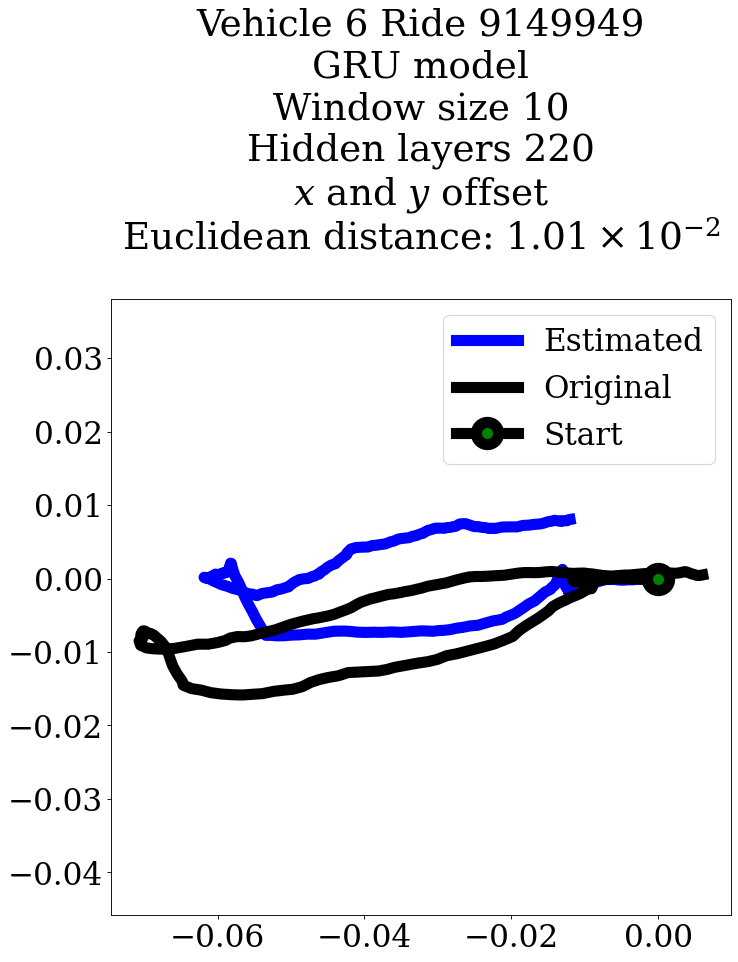 Vehicle 6 Ride 9149949
GRU model
Window size 10
Hidden layers 220
x and y offset
Euclidean distance: 1.01 × 10⁻²
Estimated
Original
Start
0.03
0.02
0.01
0.00
−0.01
−0.02
−0.03
−0.04
−0.06 −0.04 −0.02 0.00